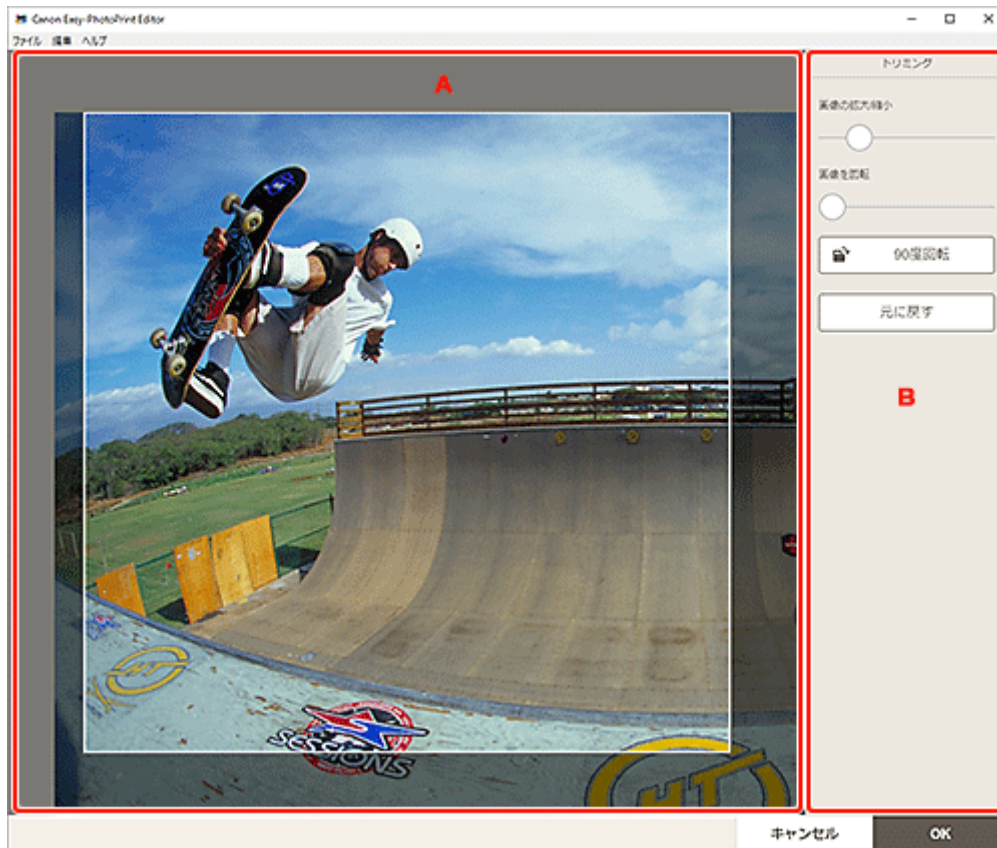 Canon Easy-PhotoPrint Editor
ファイル 編集 ヘルプ
A
トリミング
画像の拡大/縮小
画像を回転
90度回転
元に戻す
B
HT
SESSIONS
HT
キャンセル
OK